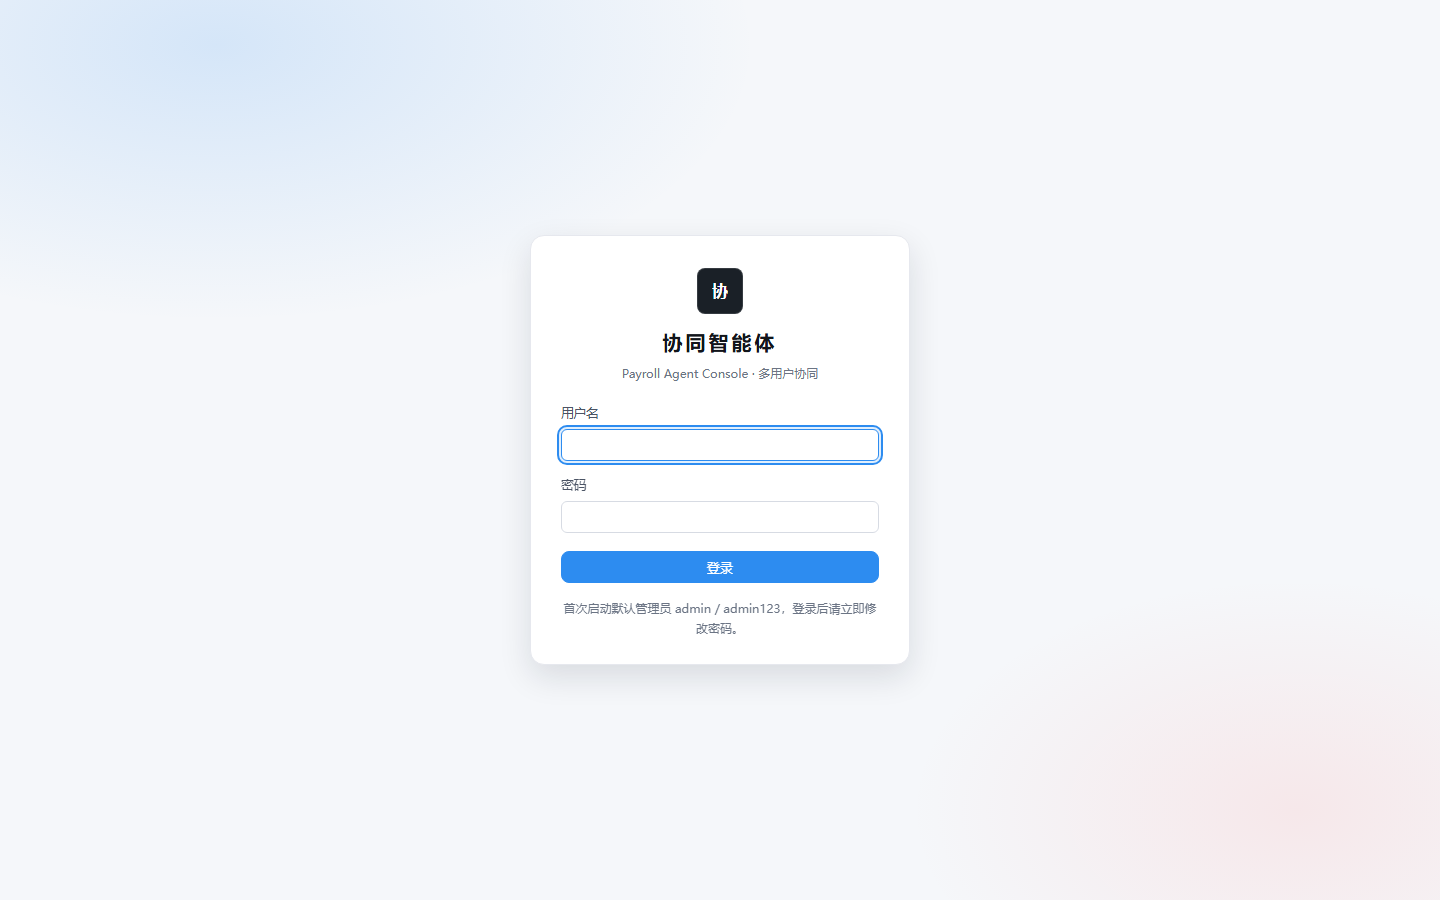 协
协同智能体
Payroll Agent Console · 多用户协同
用户名
密码
登录
首次启动默认管理员 admin / admin123，登录后请立即修
改密码。